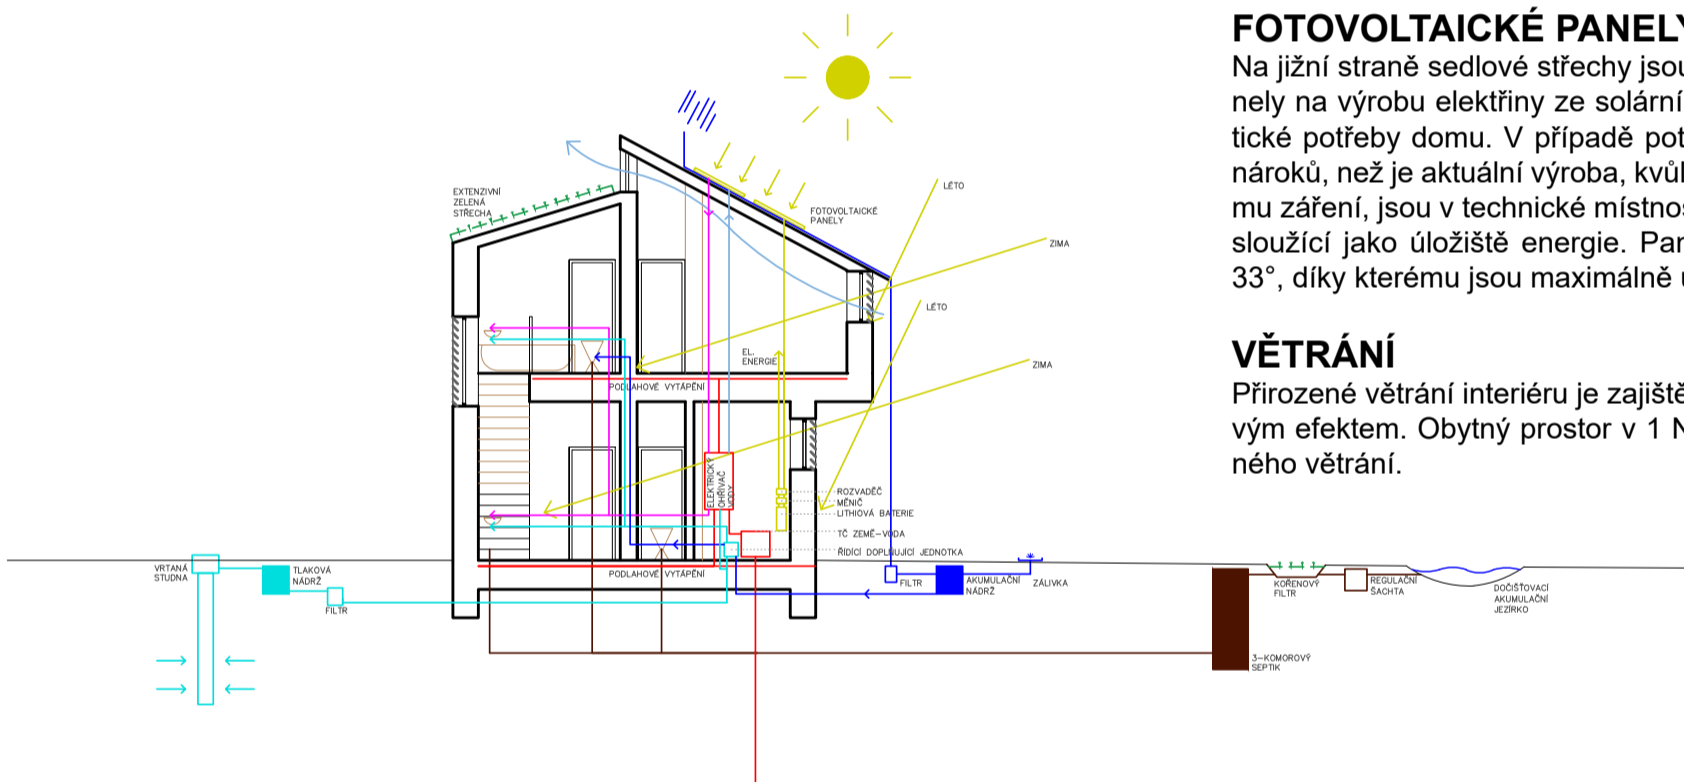 FOTOVOLTAICKÉ PANELY
Na jižní straně sedlové střechy jsou
nely na výrobu elektřiny ze solární
tické potřeby domu. V případě pot
nároků, než je aktuální výroba, kvůl
mu záření, jsou v technické místnos
sloužící jako úložiště energie. Par
33°, díky kterému jsou maximálně u
VĚTRÁNÍ
Přirozené větrání interiéru je zajiště
vým efektem. Obytný prostor v 1 N
ného větrání.
EXTENZIVNÍ
ZELENÁ
STŘECHA
FOTOVOLTAICKÉ
PANELY
LÉTO
ZIMA
LÉTO
ZIMA
EL.
ENERGIE
PODLAHOVÉ VYTÁPĚNÍ
ELEKTRICKÝ
OHŘÍVAČ
VODY
ROZVADĚČ
MĚNIČ
LITHIOVÁ BATERIE
TČ ZEMĚ-VODA
ŘÍDÍCÍ DOPLŇUJÍCÍ JEDNOTKA
PODLAHOVÉ VYTÁPĚNÍ
VRTANÁ
STUDNA
TLAKOVÁ
NÁDRŽ
FILTR
FILTR
AKUMULAČNÍ
NÁDRŽ
ZÁLIVKA
3-KOMOROVÝ
SEPTIK
KOŘENOVÝ
FILTR
REGULAČNÍ
ŠACHTA
DOČIŠŤOVACÍ
AKUMULAČNÍ
JEZÍRKO